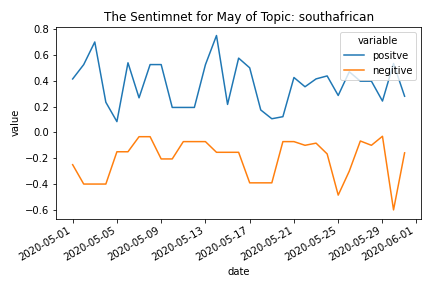 The Sentimnet for May of Topic: southafrican
variable
positve
negitive
value
0.8
0.6
0.4
0.2
0.0
−0.2
−0.4
−0.6
2020-05-01
2020-05-05
2020-05-09
2020-05-13
2020-05-17
2020-05-21
2020-05-25
2020-05-29
2020-06-01
date